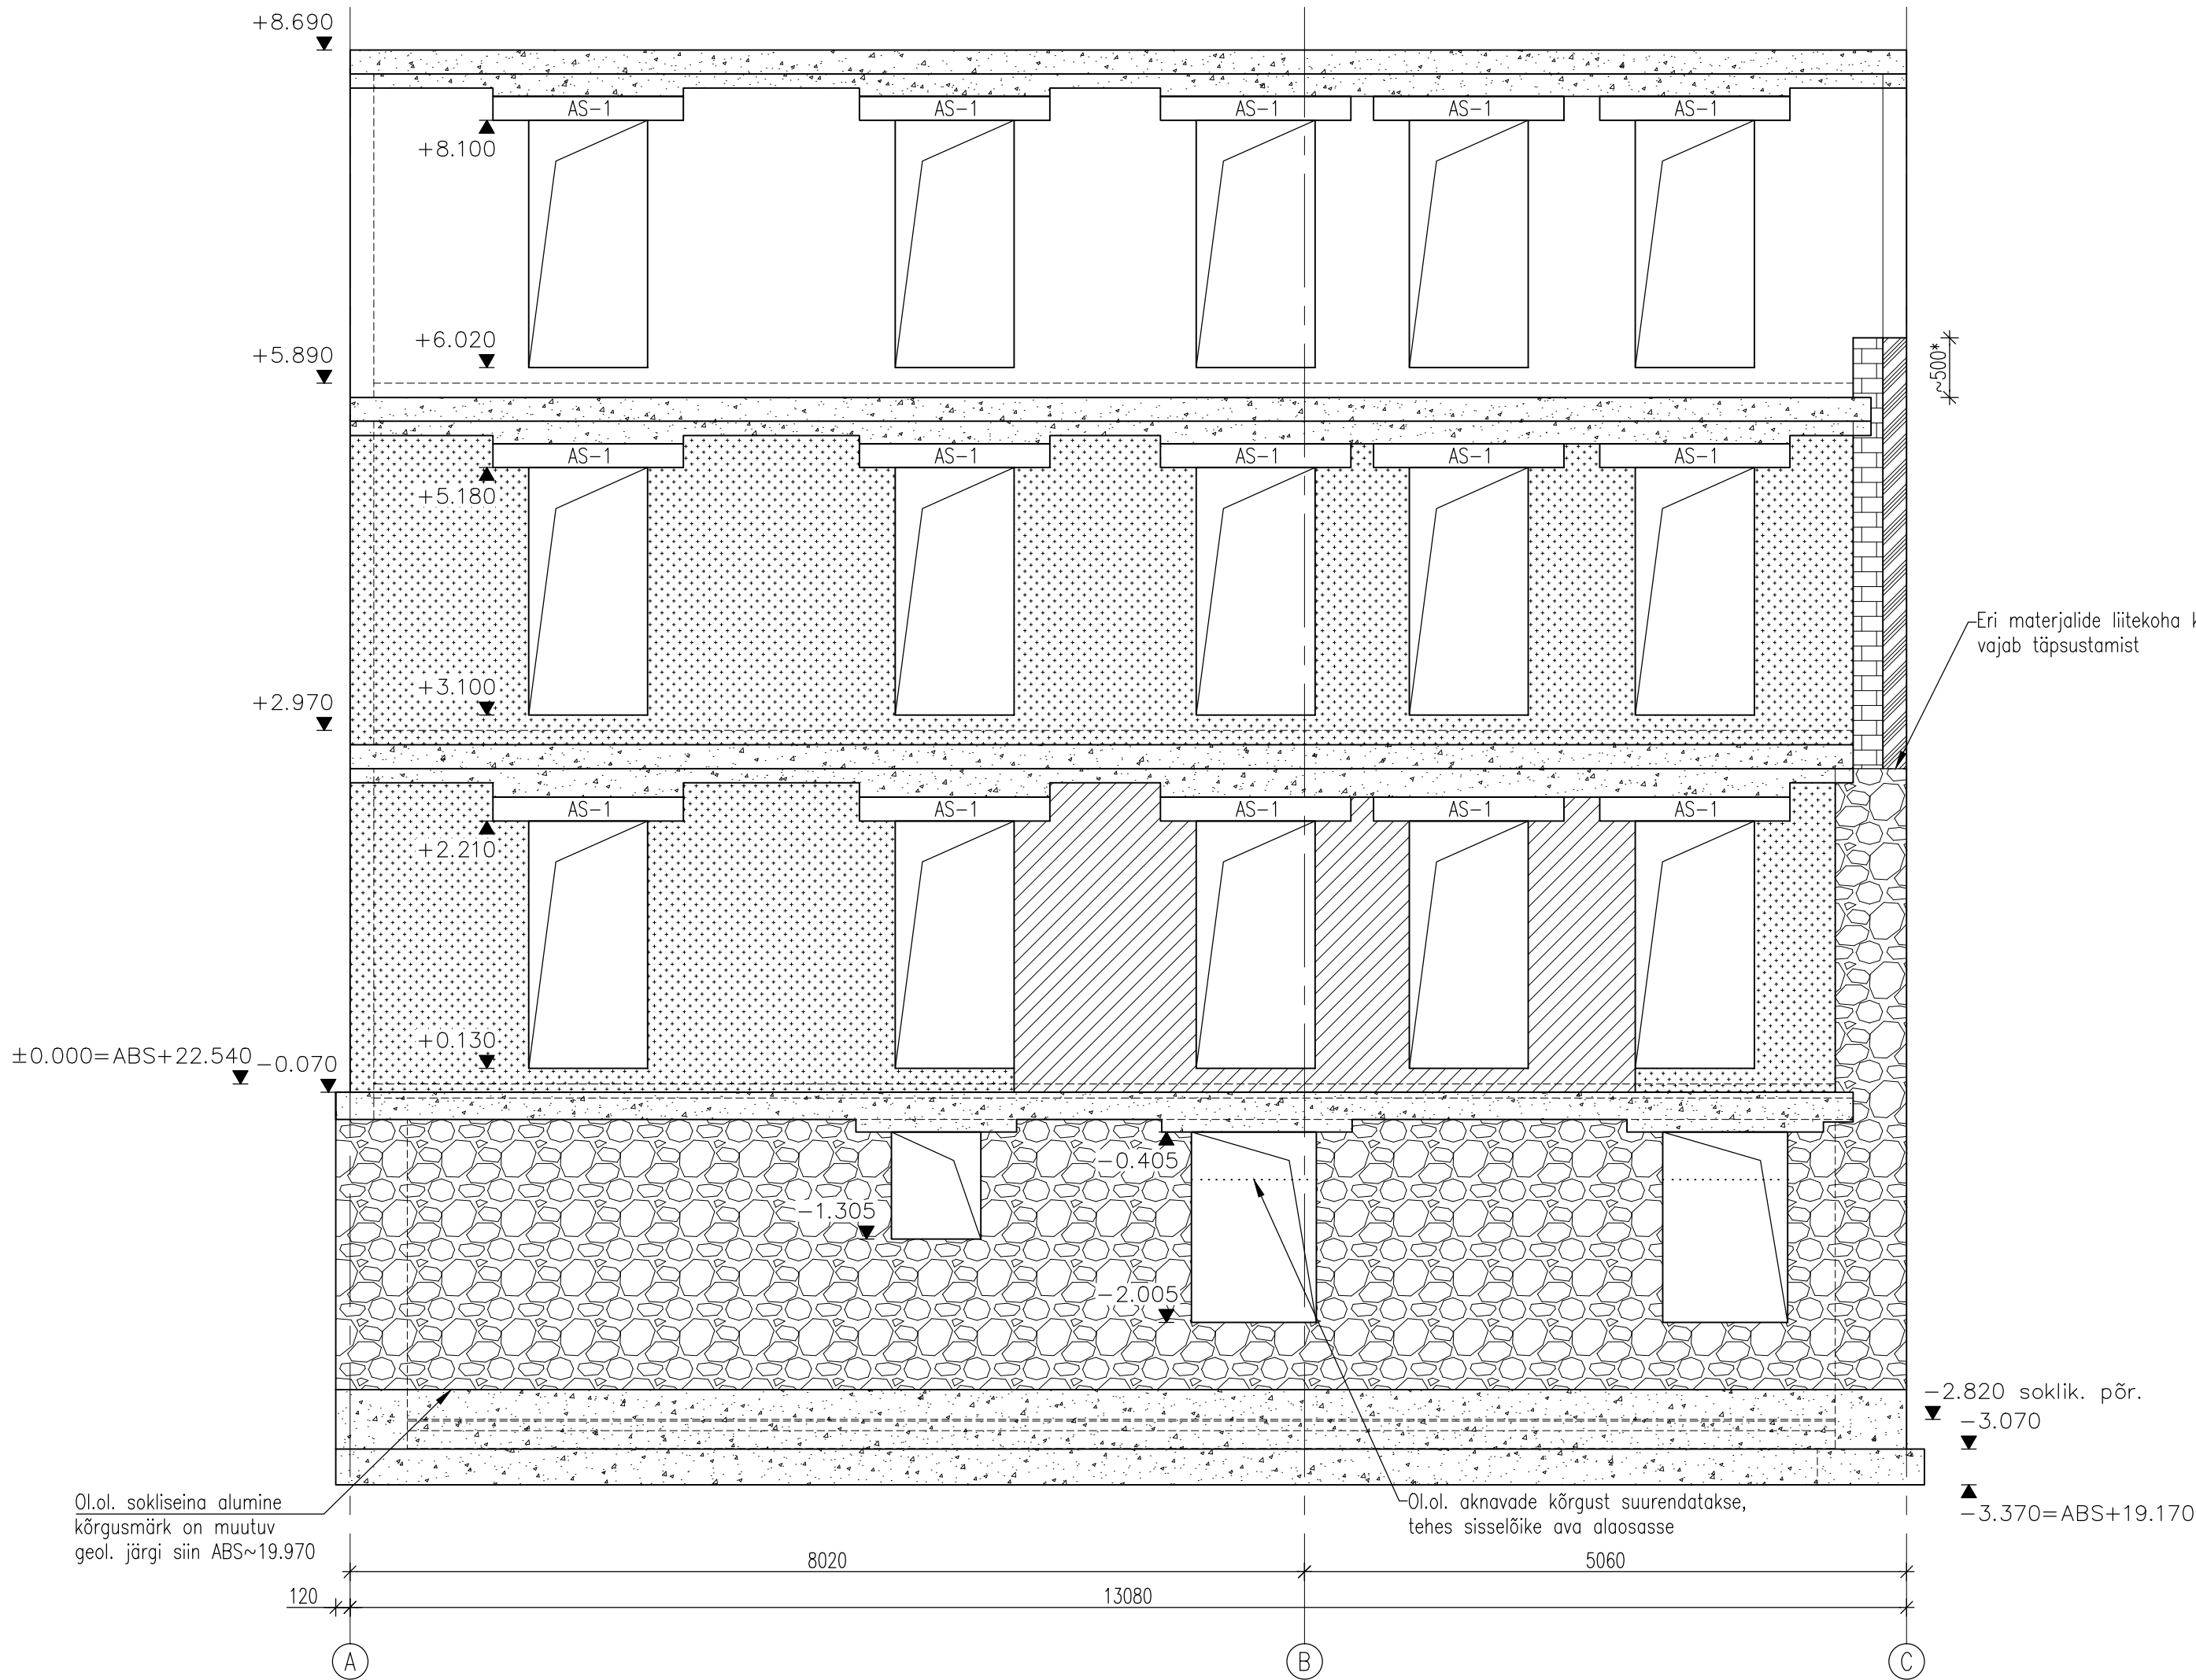 +8.690
AS-1 AS-1 AS-1 AS-1 AS-1
+8.100
+6.020
+5.890
~500*
AS-1 AS-1 AS-1 AS-1 AS-1
+5.180
Eri materjalide liitekoha
vajab täpsustamist
+3.100
+2.970
AS-1 AS-1 AS-1 AS-1 AS-1
+2.210
+0.130
±0.000=ABS+22.540
-0.070
-0.405
-1.305
-2.005
-2.820 soklik. põr.
-3.070
-3.370=ABS+19.170
Ol.ol. sokliseina alumine
kõrgusmärk on muutuv
geol. järgi siin ABS~19.970
Ol.ol. aknavade kõrgust suurendatakse,
tehes sisselõike ava alaosasse
8020 5060
120 13080
A B C